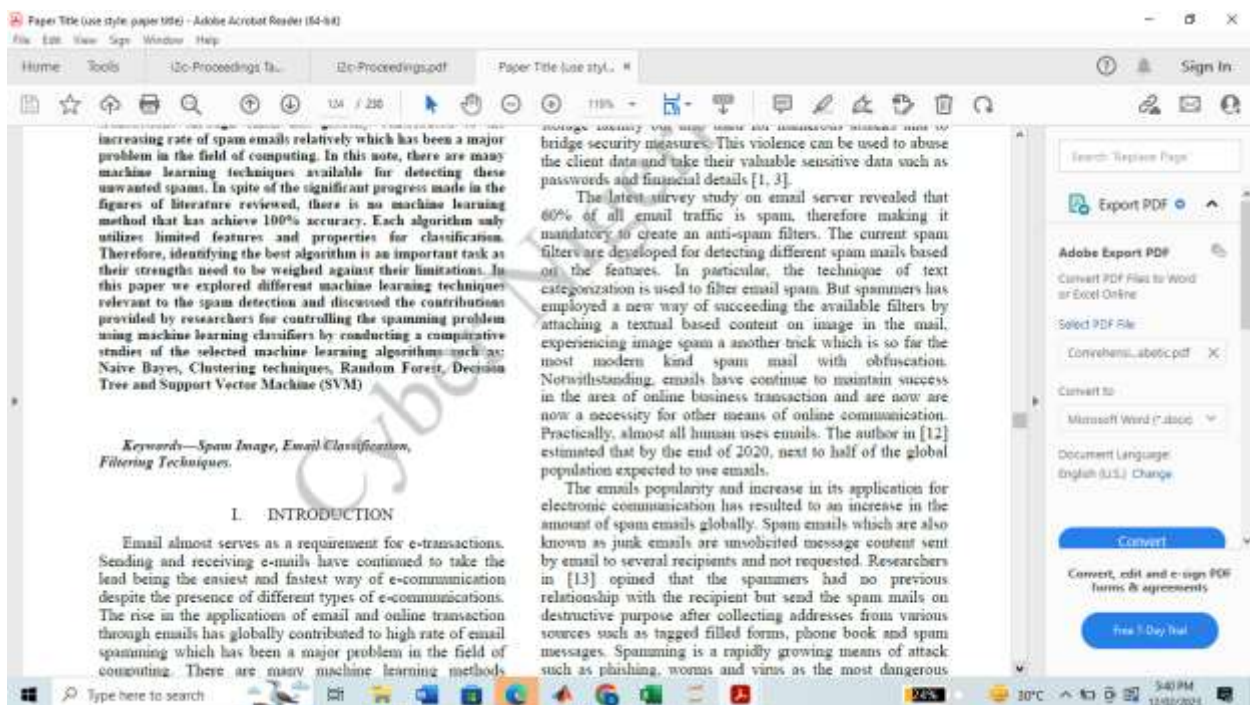 Paper Title (use style: paper title) - Adobe Acrobat Reader (64-bit)
File Edit View Sign Window Help
Home Tools i2c-Proceedings Ta... i2c-Proceedings.pdf Paper Title (use styl...
Sign In
124 / 230
119%
increasing rate of spam emails relatively which has been a major
problem in the field of computing. In this note, there are many
machine learning techniques available for detecting these
unwanted spams. In spite of the significant progress made in the
figures of literature reviewed, there is no machine learning
method that has achieve 100% accuracy. Each algorithm only
utilizes limited features and properties for classification.
Therefore, identifying the best algorithm is an important task as
their strengths need to be weighed against their limitations. In
this paper we explored different machine learning techniques
relevant to the spam detection and discussed the contributions
provided by researchers for controlling the spamming problem
using machine learning classifiers by conducting a comparative
studies of the selected machine learning algorithms such as:
Naive Bayes, Clustering techniques, Random Forest, Decision
Tree and Support Vector Machine (SVM)
Keywords—Spam Image, Email Classification,
Filtering Techniques.
I. INTRODUCTION
Email almost serves as a requirement for e-transactions.
Sending and receiving e-mails have continued to take the
lead being the easiest and fastest way of e-communication
despite the presence of different types of e-communications.
The rise in the applications of email and online transaction
through emails has globally contributed to high rate of email
spamming which has been a major problem in the field of
computing. There are many machine learning methods
bridge security measures. This violence can be used to abuse
the client data and take their valuable sensitive data such as
passwords and financial details [1, 3].
The latest survey study on email server revealed that
60% of all email traffic is spam, therefore making it
mandatory to create an anti-spam filters. The current spam
filters are developed for detecting different spam mails based
on the features. In particular, the technique of text
categorization is used to filter email spam. But spammers has
employed a new way of succeeding the available filters by
attaching a textual based content on image in the mail,
experiencing image spam a another trick which is so far the
most modern kind spam mail with obfuscation.
Notwithstanding, emails have continue to maintain success
in the area of online business transaction and are now are
now a necessity for other means of online communication.
Practically, almost all human uses emails. The author in [12]
estimated that by the end of 2020, next to half of the global
population expected to use emails.
The emails popularity and increase in its application for
electronic communication has resulted to an increase in the
amount of spam emails globally. Spam emails which are also
known as junk emails are unsolicited message content sent
by email to several recipients and not requested. Researchers
in [13] opined that the spammers had no previous
relationship with the recipient but send the spam mails on
destructive purpose after collecting addresses from various
sources such as tagged filled forms, phone book and spam
messages. Spamming is a rapidly growing means of attack
such as phishing, worms and virus as the most dangerous
Cyber
Search 'Replace Page'
Export PDF
Adobe Export PDF
Convert PDF Files to Word
or Excel Online
Select PDF File
Comrehensi...abetic.pdf
Convert to
Microsoft Word (*.docx)
Document Language:
English (U.S.) Change
Convert
Convert, edit and e-sign PDF
forms & agreements
Free 7-Day Trial
Type here to search
24%
30°C
5:40 PM